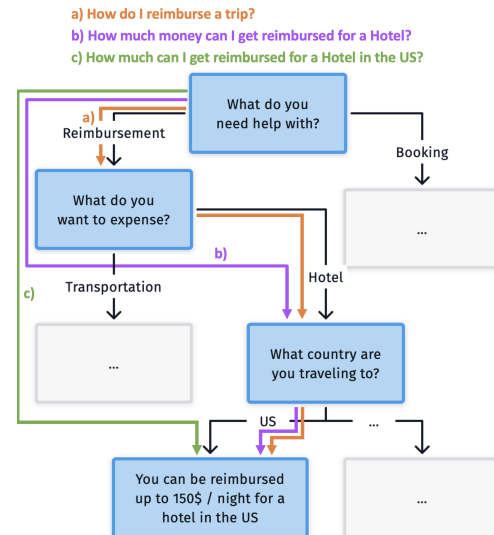 a) How do I reimburse a trip?
b) How much money can I get reimbursed for a Hotel?
c) How much can I get reimbursed for a Hotel in the US?
What do you
need help with?
a)
Reimbursement
Booking
What do you
want to expense?
...
b)
Hotel
c)
Transportation
...
What country are
you traveling to?
US
...
You can be reimbursed
up to 150$ / night for a
hotel in the US
...